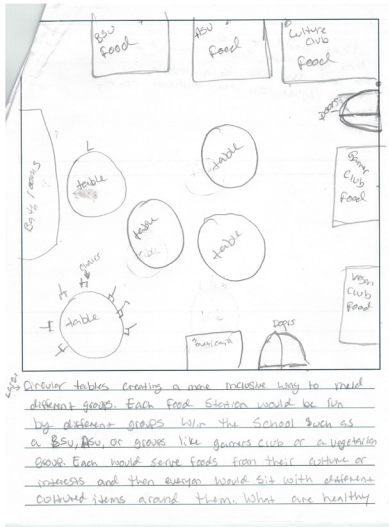 BSU
Food
ASU
Food
Culture
Club
Food
Doors
Gamer
Club
Food
table
table
table
table
chairs
table
Vegan
Club
Food
Doors
Circular tables creating a more inclusive way to meld
different groups. Each food station would be run
by different groups w/in the School such as
a BSU, ASU, or groups like gamers club or a vegetarian
group. Each would serve foods from their culture or
interests and then everyon would sit with different
cultured items around them. What are healthy